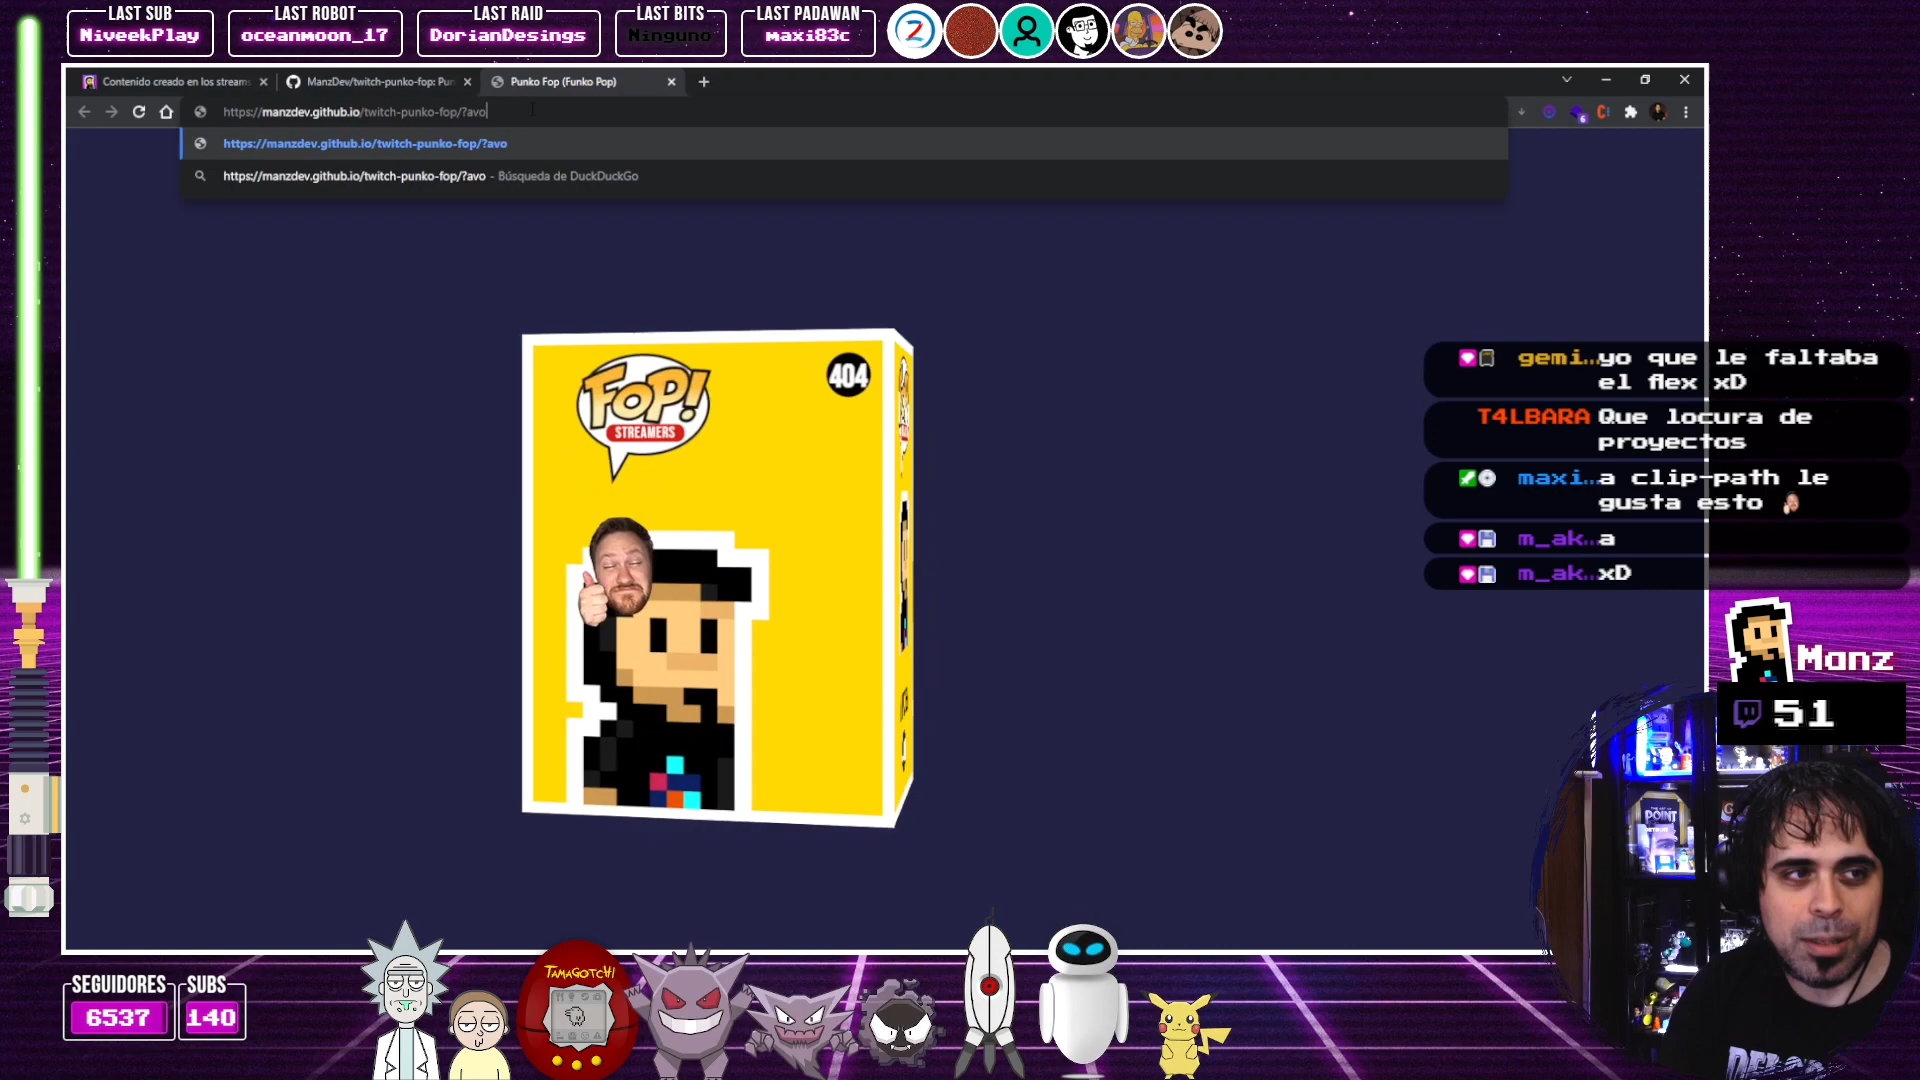 LAST SUB
NiveekPlay
LAST ROBOT
oceanmoon_17
LAST RAID
DorianDesings
LAST BITS
Ninguno
LAST PADAWAN
maxi83c
Contenido creado en los stream
ManzDev/twitch-punko-fop: Pun
Punko Fop (Funko Pop)
https://manzdev.github.io/twitch-punko-fop/?avo
https://manzdev.github.io/twitch-punko-fop/?avo
https://manzdev.github.io/twitch-punko-fop/?avo - Búsqueda de DuckDuckGo
6
FOP!
STREAMERS
404
gemi...yo que le faltaba
el flex xD
T4LBARA Que locura de
proyectos
maxi...a clip-path le
gusta esto
m_ak...a
m_ak...xD
Manz
51
POINT
SEGUIDORES
6537
SUBS
140
TAMAGOTCHI